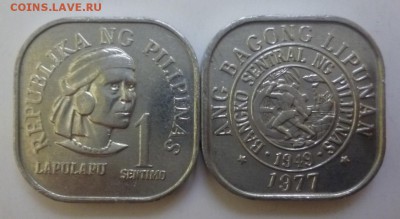 COINS.LAVE.RU
REPUBLIKA NG PILIPINAS
LAPULAPU
1
SENTIMO
ANG BAGONG LIPUNAN
BANGKO SENTRAL NG PILIPINAS
1949
1977